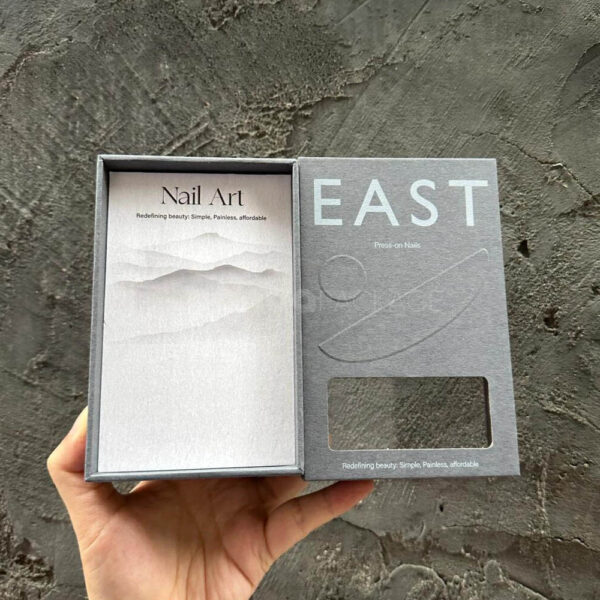 Nail Art
Redefining beauty: Simple, Painless, affordable
EAST
Press-on Nails
Redefining beauty: Simple, Painless, affordable